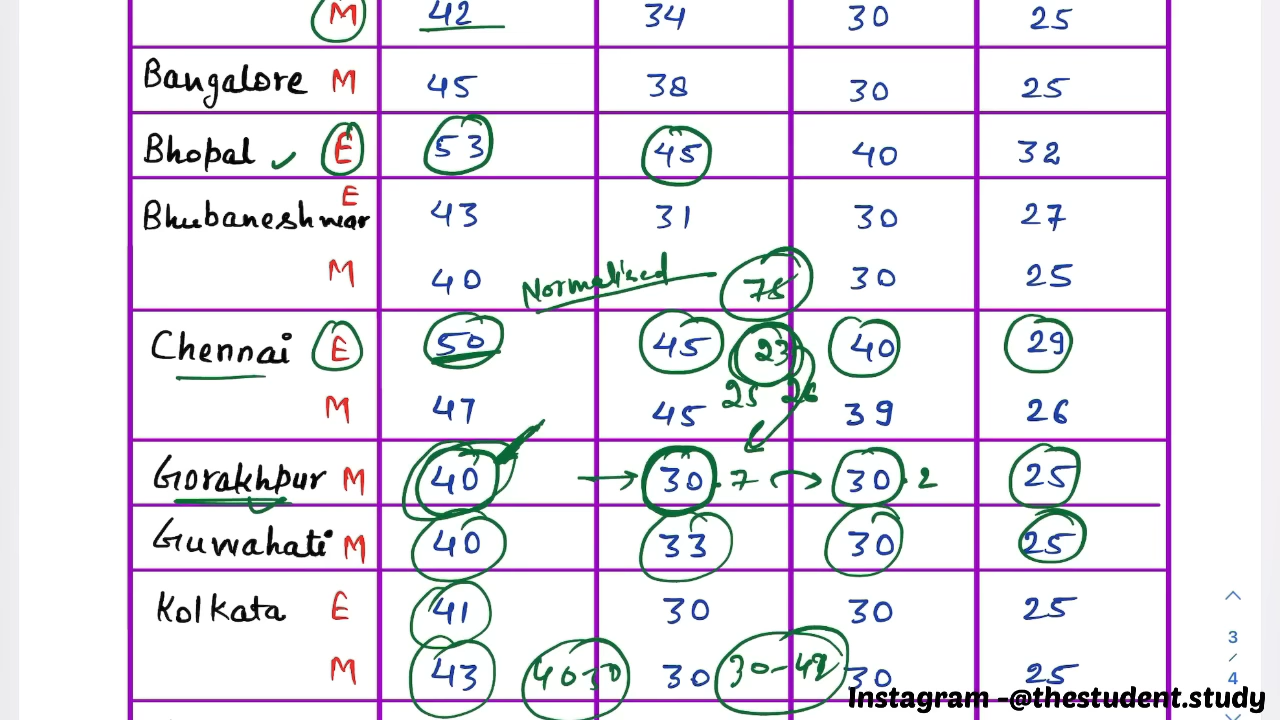 M 42 34 30 25
Bangalore M 45 38 30 25
Bhopal E 53 45 40 32
E
Bhubaneshwar 43 31 30 27
M 40 Normalised 78 30 25
Chennai E 50 45 23 40 29
25 26
M 47 45 39 26
Gorakhpur M 40 30.7 30.2 25
Guwahati M 40 33 30 25
Kolkata E 41 30 30 25
M 43 30 30 25
3
/
4
Instagram -@thestudent.study